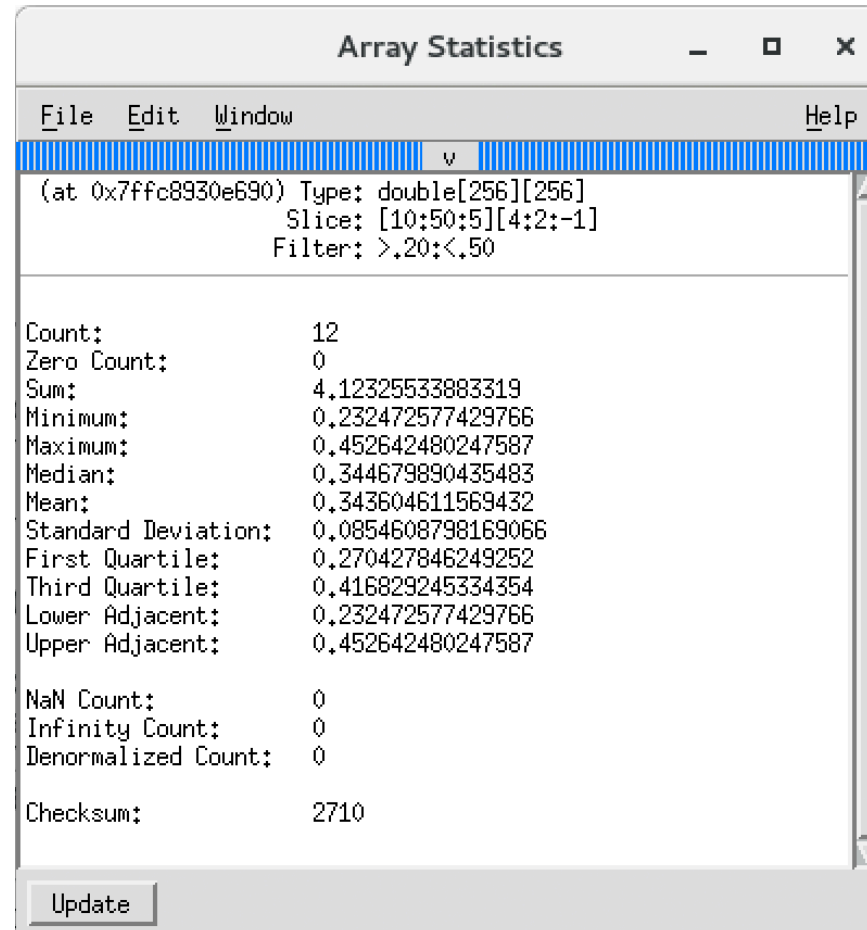 Array Statistics
File Edit Window Help
v
(at 0x7ffc8930e690) Type: double[256][256]
Slice: [10:50:5][4:2:-1]
Filter: >.20:<.50
Count: 12
Zero Count: 0
Sum: 4.12325533883319
Minimum: 0.232472577429766
Maximum: 0.452642480247587
Median: 0.344679890435483
Mean: 0.343604611569432
Standard Deviation: 0.0854608798169066
First Quartile: 0.270427846249252
Third Quartile: 0.416829245334354
Lower Adjacent: 0.232472577429766
Upper Adjacent: 0.452642480247587
NaN Count: 0
Infinity Count: 0
Denormalized Count: 0
Checksum: 2710
Update